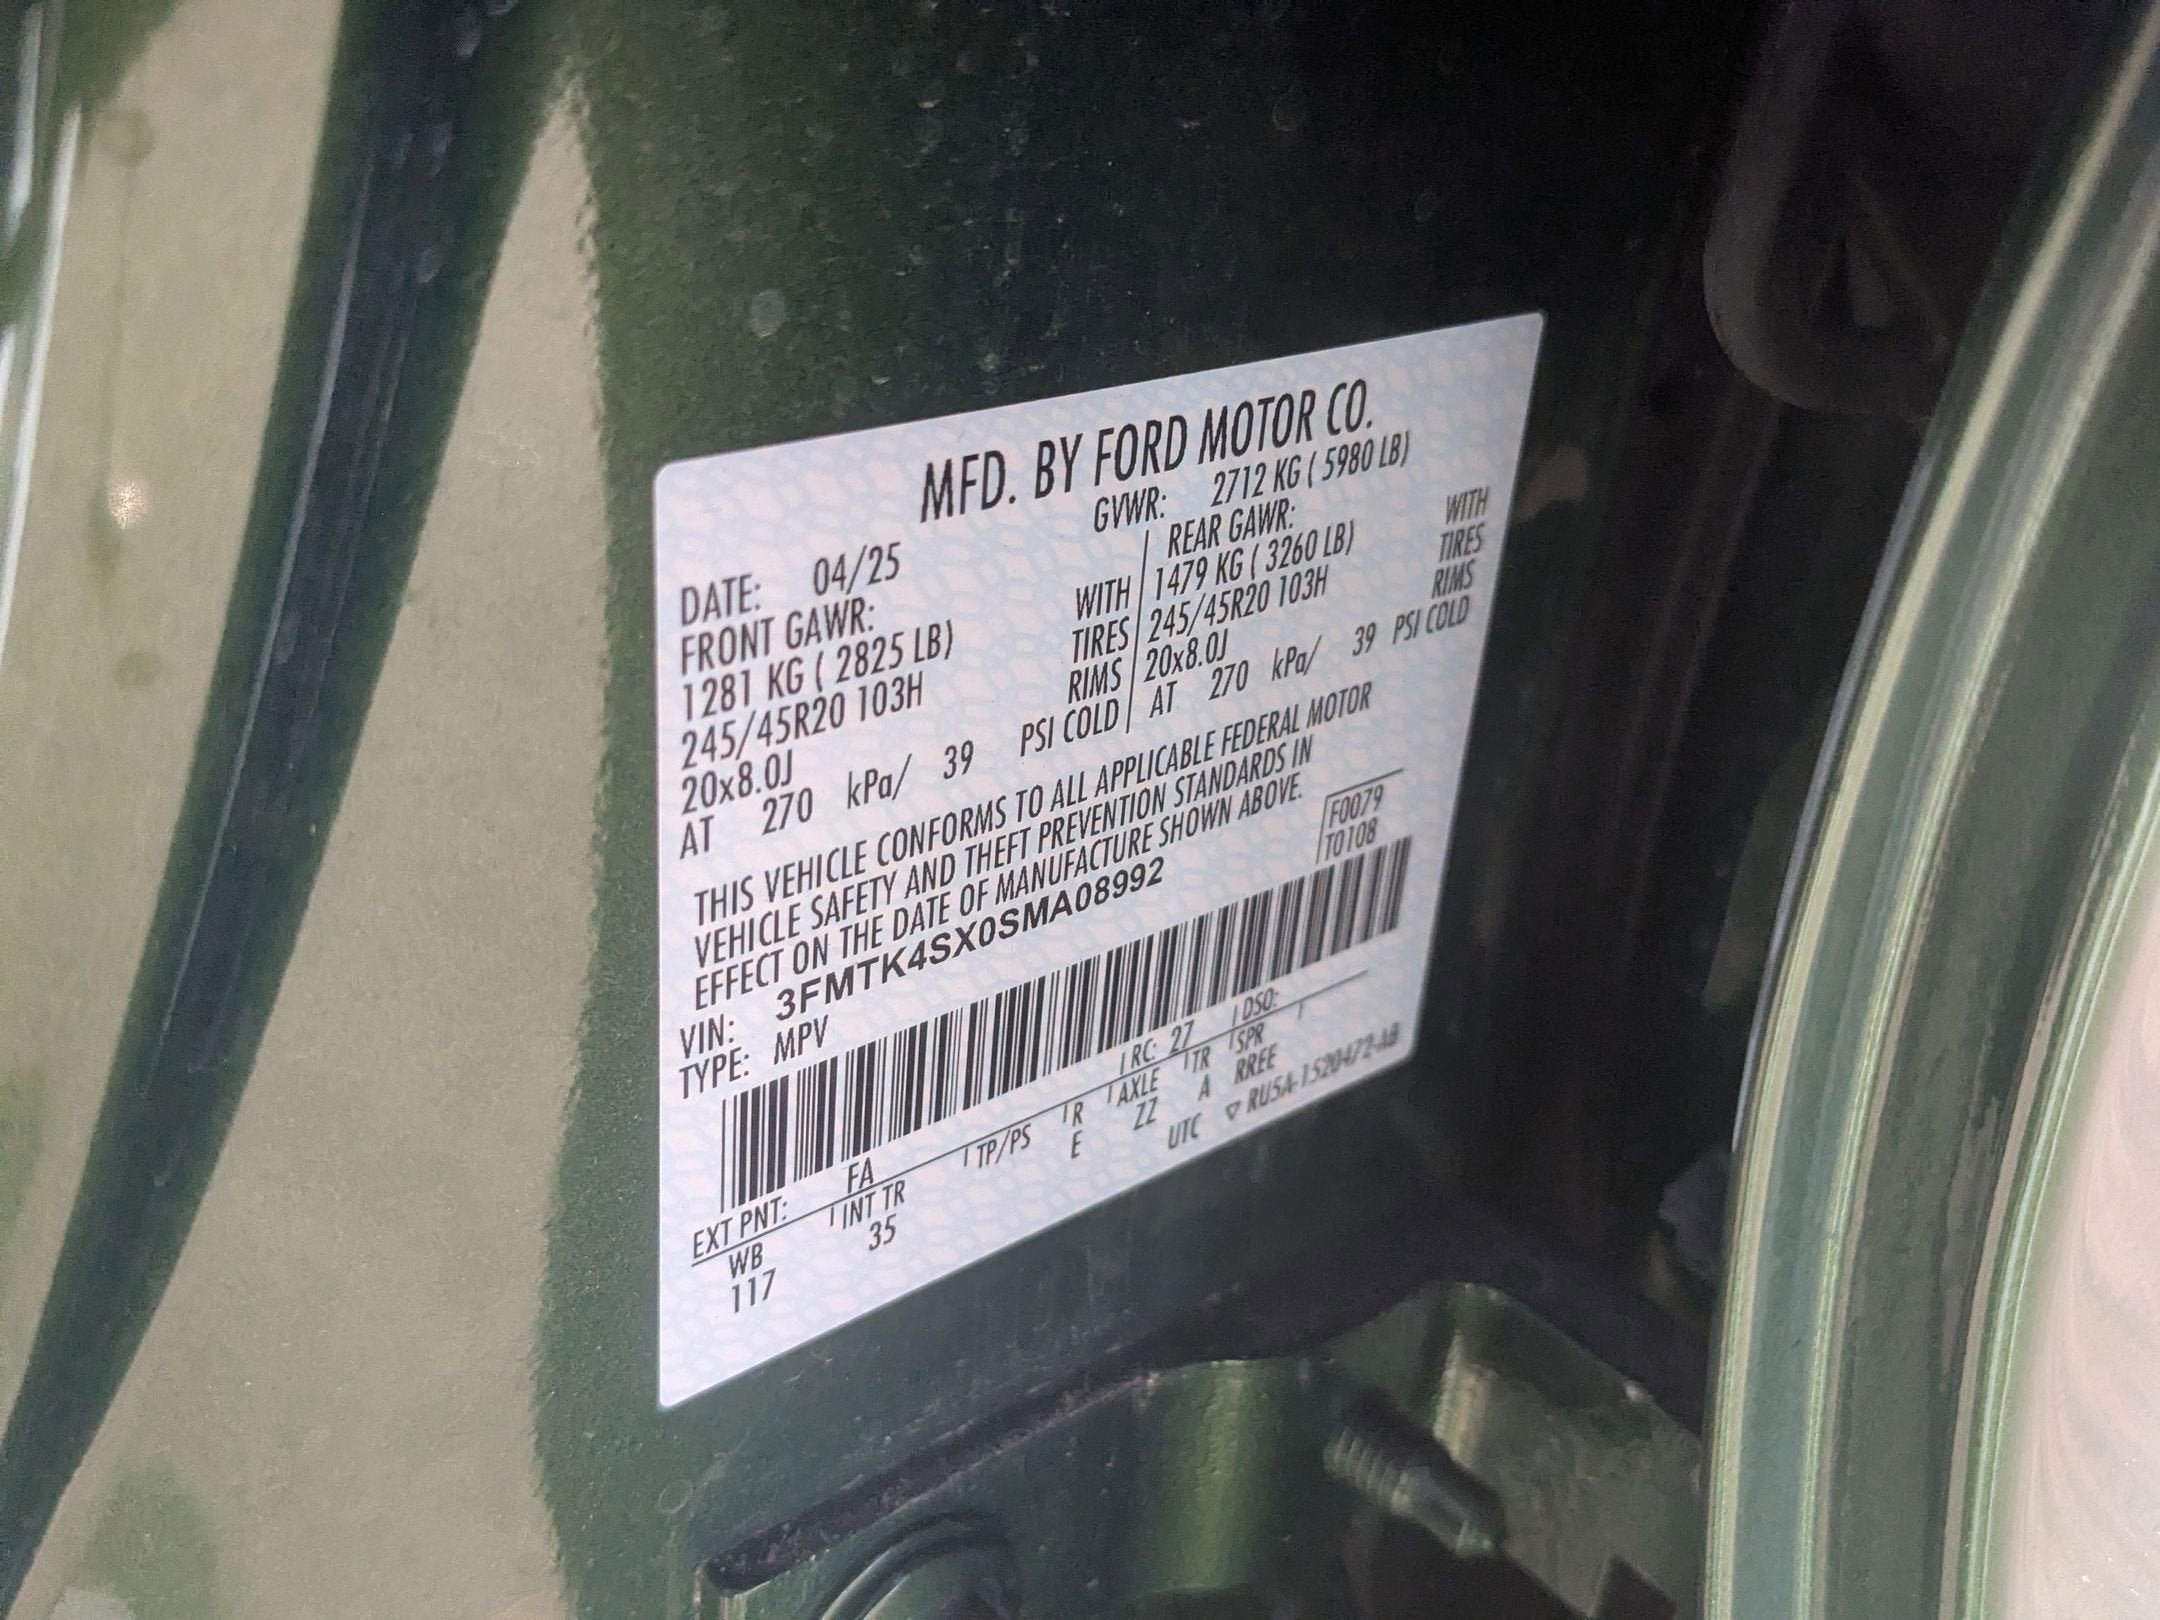 MFD. BY FORD MOTOR CO.
DATE: 04/25 GVWR: 2712 KG ( 5980 LB)
FRONT GAWR: REAR GAWR:
1281 KG ( 2825 LB) WITH 1479 KG ( 3260 LB) WITH
245/45R20 103H TIRES 245/45R20 103H TIRES
20x8.0J RIMS 20x8.0J RIMS
AT 270 kPa/ 39 PSI COLD AT 270 kPa/ 39 PSI COLD
THIS VEHICLE CONFORMS TO ALL APPLICABLE FEDERAL MOTOR
VEHICLE SAFETY AND THEFT PREVENTION STANDARDS IN
EFFECT ON THE DATE OF MANUFACTURE SHOWN ABOVE.
VIN: 3FMTK4SX0SMA08992 F0079
TYPE: MPV T0108
EXT PNT: FA RC: 27 DSO:
WB INT TR TP/PS R AXLE TR SPR
117 35 E ZZ A RREE
UTC ▽ RU5A-1520472-AB